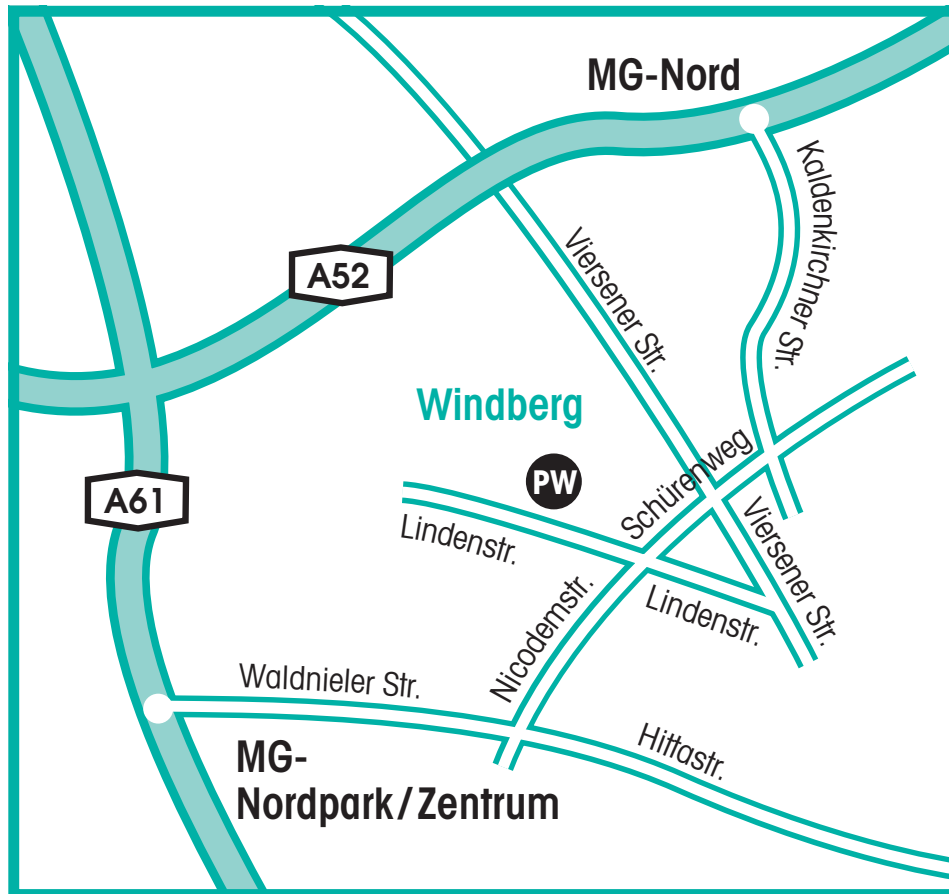 MG-Nord
Kaldenkirchner Str.
A52
Viersener Str.
Windberg
PW
Schürenweg
A61
Lindenstr.
Viersener Str.
Lindenstr.
Nicodemstr.
Waldnieler Str.
Hittastr.
MG-
Nordpark/Zentrum